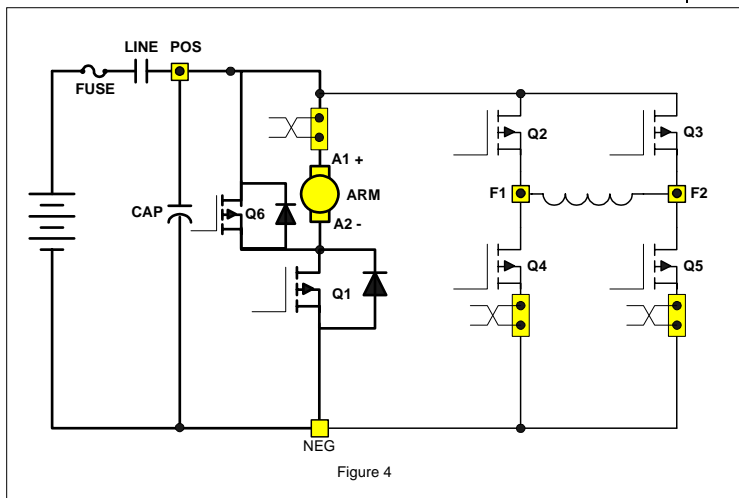 LINE POS
FUSE
Q2 Q3
A1 +
ARM
F1 F2
CAP Q6
A2 -
Q4 Q5
Q1
NEG
Figure 4